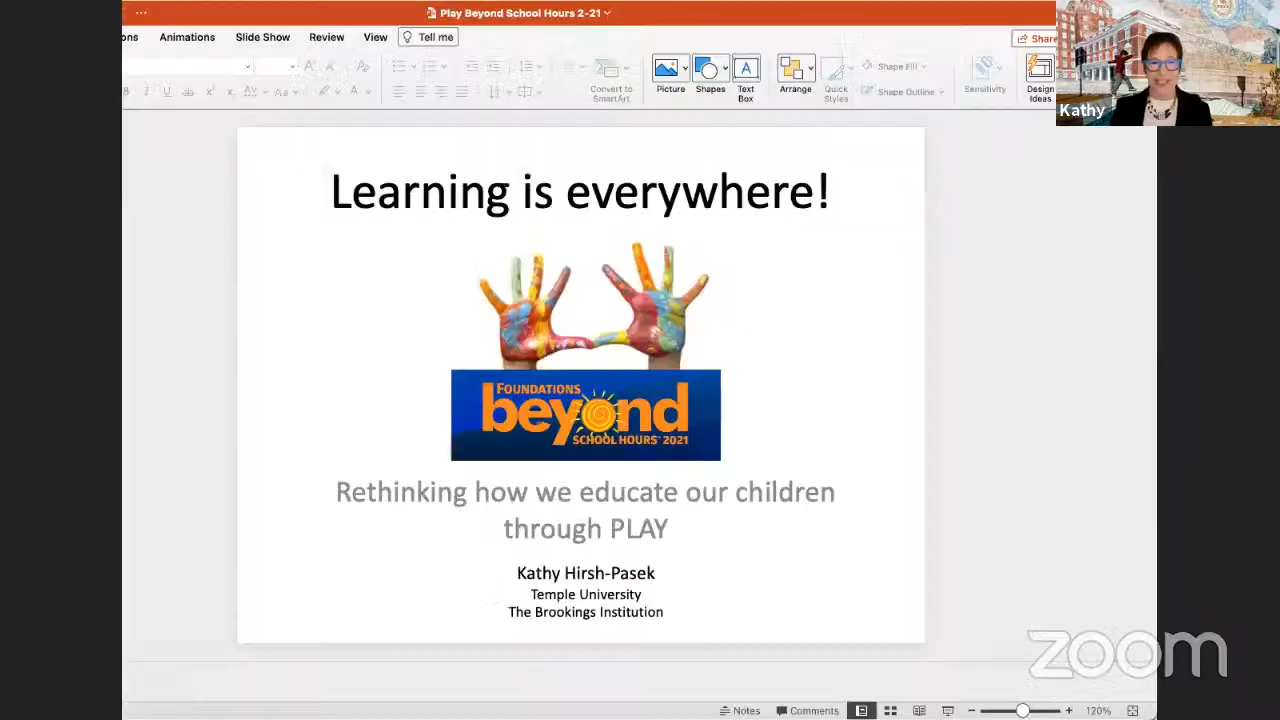 Play Beyond School Hours 2-21
ons Animations Slide Show Review View Tell me
Share
Convert to
SmartArt
Picture
Shapes
Text
Box
Arrange
Quick
Styles
Shape Fill
Shape Outline
Sensitivity
Design
Ideas
Kathy
Learning is everywhere!
FOUNDATIONS
beyond
SCHOOL HOURS 2021
Rethinking how we educate our children
through PLAY
Kathy Hirsh-Pasek
Temple University
The Brookings Institution
zoom
Notes Comments 120%